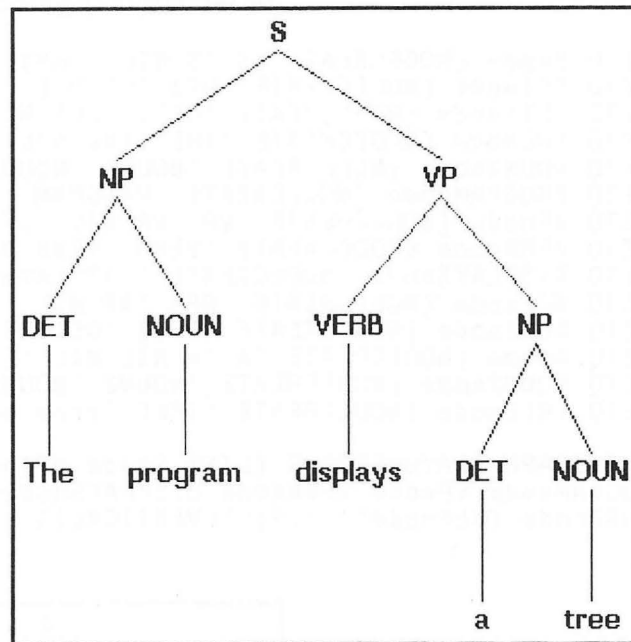 S
NP VP
DET NOUN VERB NP
The program displays DET NOUN
a tree